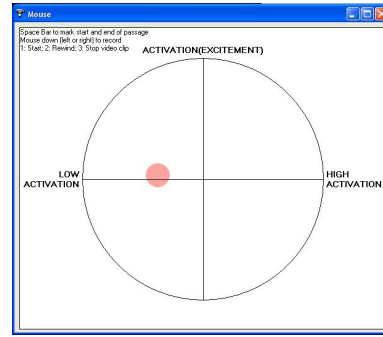 Mouse
Space Bar to mark start and end of passage
Mouse down (left or right) to record
1: Start; 2: Rewind; 3: Stop video clip
ACTIVATION(EXCITEMENT)
LOW
ACTIVATION
HIGH
ACTIVATION